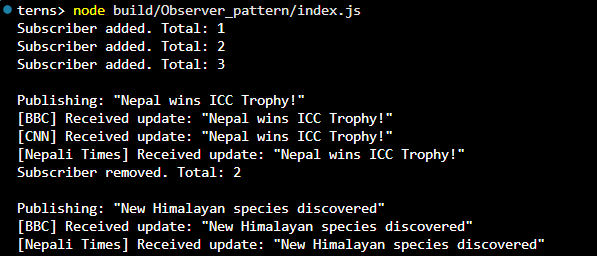 terns> node build/Observer_pattern/index.js
Subscriber added. Total: 1
Subscriber added. Total: 2
Subscriber added. Total: 3
Publishing: "Nepal wins ICC Trophy!"
[BBC] Received update: "Nepal wins ICC Trophy!"
[CNN] Received update: "Nepal wins ICC Trophy!"
[Nepali Times] Received update: "Nepal wins ICC Trophy!"
Subscriber removed. Total: 2
Publishing: "New Himalayan species discovered"
[BBC] Received update: "New Himalayan species discovered"
[Nepali Times] Received update: "New Himalayan species discovered"